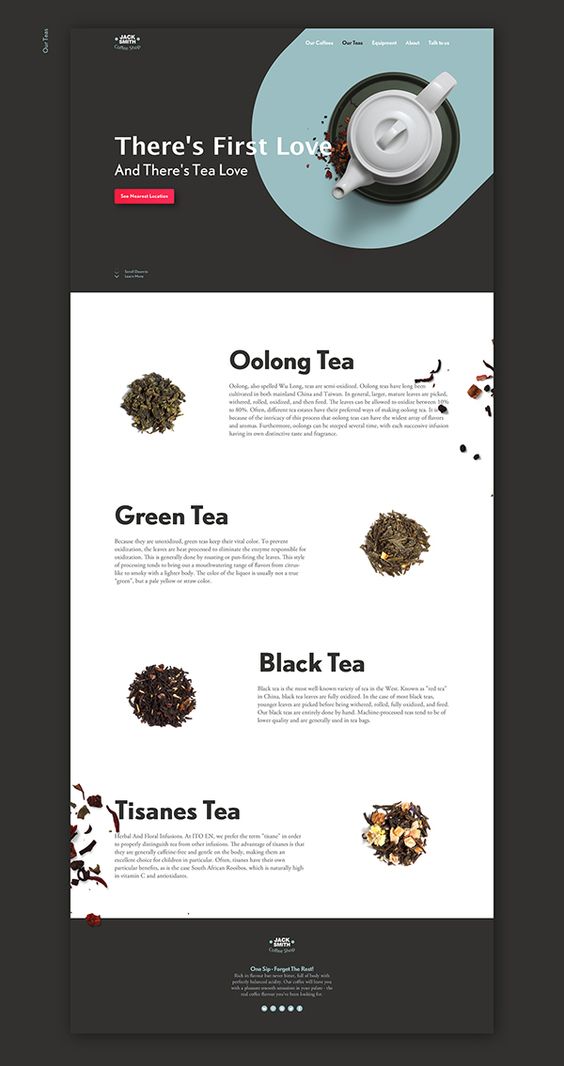 Our Teas
JACK
SMITH
Coffee Shop
Our Coffees Our Teas Equipment About Talk to us
There's First Love
And There's Tea Love
See Nearest Location
Scroll Down to
Learn More
Oolong Tea
Oolong, also spelled Wu Long, teas are semi-oxidized. Oolong teas have long been
cultivated in both mainland China and Taiwan. In general, larger, mature leaves are picked,
withered, rolled, oxidized, and then fired. The leaves can be allowed to oxidize between 10%
to 80%. Often, different tea estates have their preferred ways of making oolong tea. It is
because of the intricacy of this process that oolong teas can have the widest array of flavors
and aromas. Furthermore, oolongs can be steeped several time, with each successive infusion
having its own distinctive taste and fragrance.
Green Tea
Because they are unoxidized, green teas keep their vital color. To prevent
oxidization, the leaves are heat processed to eliminate the enzyme responsible for
oxidization. This is generally done by roasting or pan-firing the leaves. This style
of processing tends to bring out a mouthwatering range of flavors from citrus-
like to smoky with a lighter body. The color of the liquor is usually not a true
"green", but a pale yellow or straw color.
Black Tea
Black tea is the most well-known variety of tea in the West. Known as "red tea"
in China, black tea leaves are fully oxidized. In the case of most black teas,
younger leaves are picked before being withered, rolled, fully oxidized, and fired.
Our black teas are entirely done by hand. Machine-processed teas tend to be of
lower quality and are generally used in tea bags.
Tisanes Tea
Herbal And Floral Infusions. At ITO EN, we prefer the term "tisane" in order
to properly distinguish tea from other infusions. The advantage of tisanes is that
they are generally caffeine-free and gentle on the body, making them an
excellent choice for children in particular. Often, tisanes have their own
particular benefits, as is the case South African Rooibos, which is naturally high
in vitamin C and antioxidants.
JACK
SMITH
Coffee Shop
One Sip - Forget The Rest!
Rich in flavour but never bitter, full of body with
perfectly balanced acidity. Our coffee will leave you
with a pleasant smooth sensations in your palate - the
real coffee flavour you've been looking for.